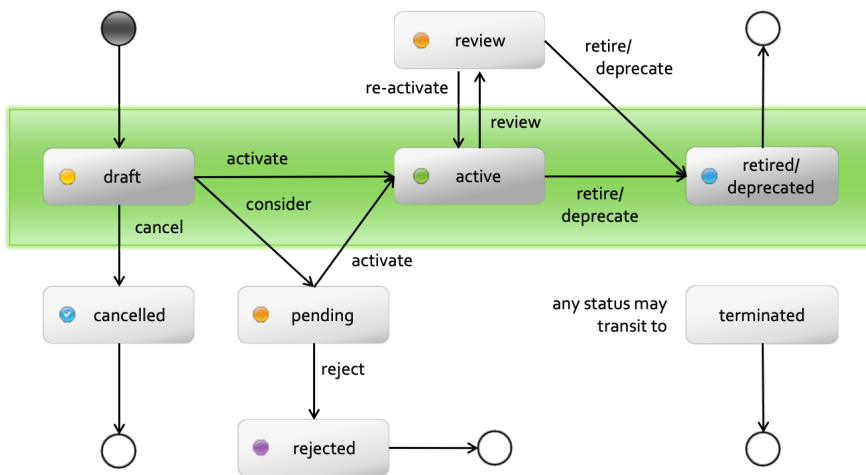 review
retire/
deprecate
re-activate
review
draft
activate
active
retired/
deprecated
consider
retire/
deprecate
cancel
activate
cancelled
pending
any status may
transit to
terminated
reject
rejected